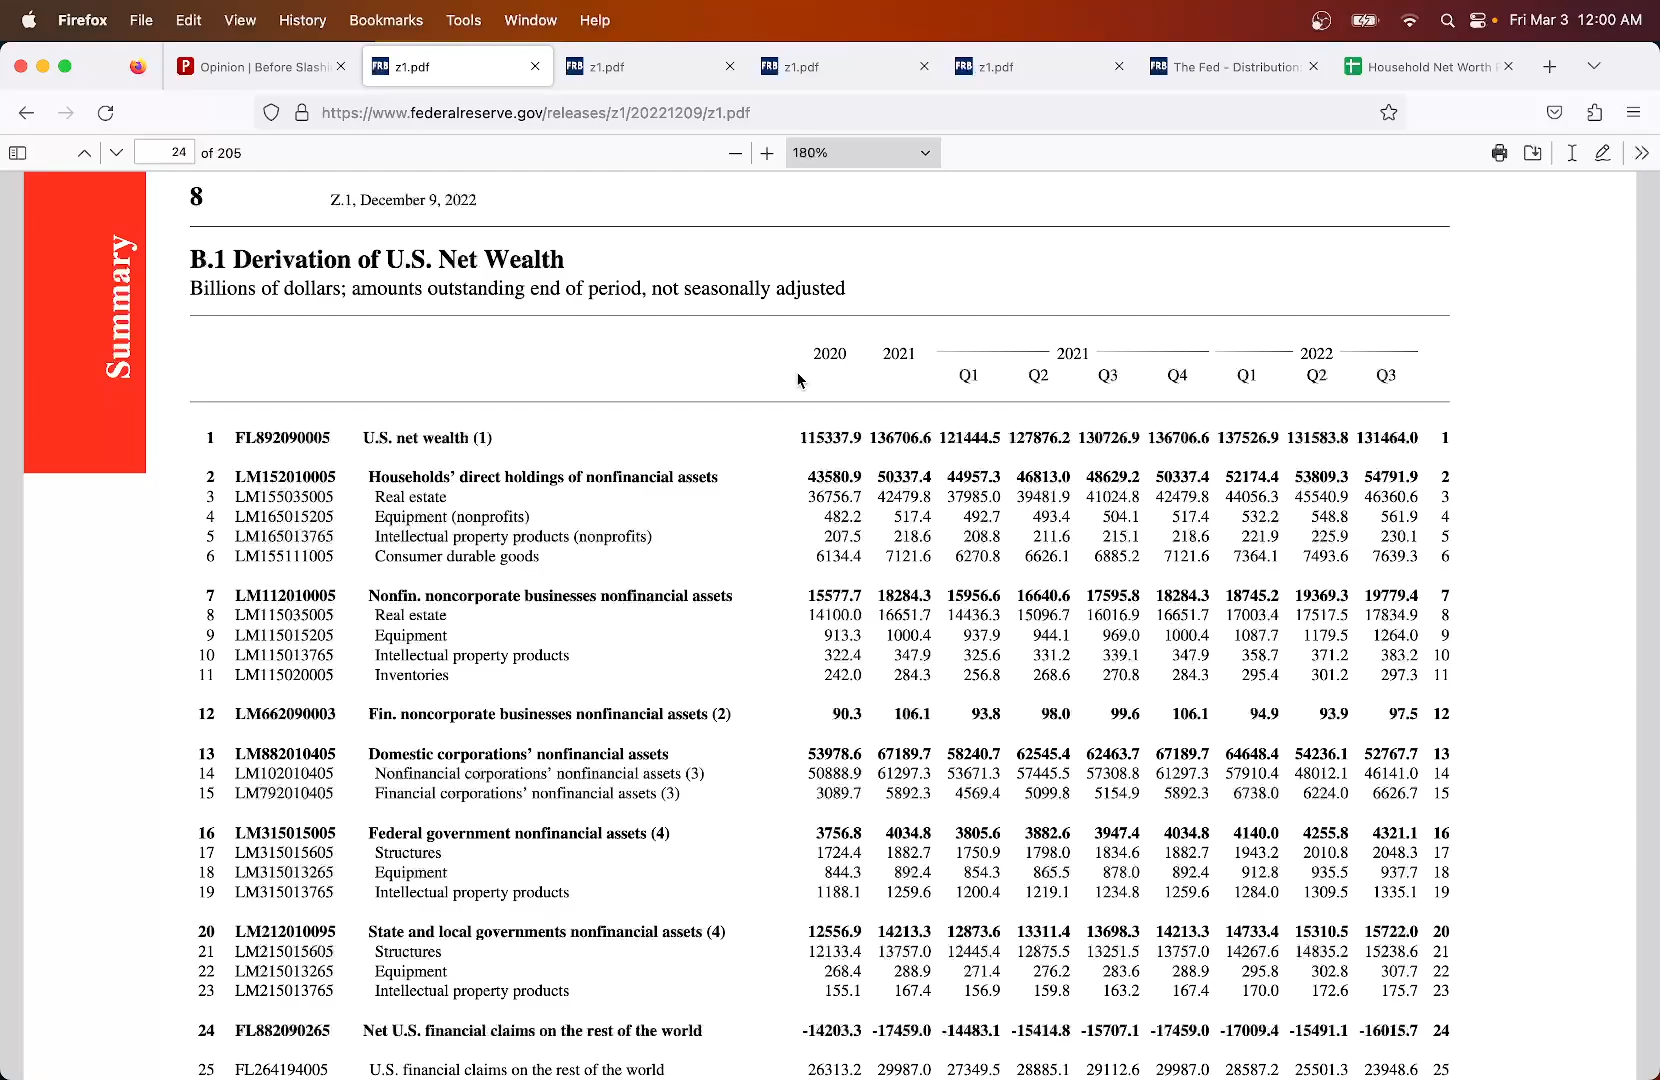 Firefox File Edit View History Bookmarks Tools Window Help Fri Mar 3 12:00 AM
Opinion | Before Slashi z1.pdf z1.pdf z1.pdf z1.pdf The Fed - Distribution: Household Net Worth
https://www.federalreserve.gov/releases/z1/20221209/z1.pdf
24 of 205 180%
Summary
8 Z.1, December 9, 2022
B.1 Derivation of U.S. Net Wealth
Billions of dollars; amounts outstanding end of period, not seasonally adjusted
2020 2021 2021 2022
Q1 Q2 Q3 Q4 Q1 Q2 Q3
1 FL892090005 U.S. net wealth (1) 115337.9 136706.6 121444.5 127876.2 130726.9 136706.6 137526.9 131583.8 131464.0 1
2 LM152010005 Households' direct holdings of nonfinancial assets 43580.9 50337.4 44957.3 46813.0 48629.2 50337.4 52174.4 53809.3 54791.9 2
3 LM155035005 Real estate 36756.7 42479.8 37985.0 39481.9 41024.8 42479.8 44056.3 45540.9 46360.6 3
4 LM165015205 Equipment (nonprofits) 482.2 517.4 492.7 493.4 504.1 517.4 532.2 548.8 561.9 4
5 LM165013765 Intellectual property products (nonprofits) 207.5 218.6 208.8 211.6 215.1 218.6 221.9 225.9 230.1 5
6 LM155111005 Consumer durable goods 6134.4 7121.6 6270.8 6626.1 6885.2 7121.6 7364.1 7493.6 7639.3 6
7 LM112010005 Nonfin. noncorporate businesses nonfinancial assets 15577.7 18284.3 15956.6 16640.6 17595.8 18284.3 18745.2 19369.3 19779.4 7
8 LM115035005 Real estate 14100.0 16651.7 14436.3 15096.7 16016.9 16651.7 17003.4 17517.5 17834.9 8
9 LM115015205 Equipment 913.3 1000.4 937.9 944.1 969.0 1000.4 1087.7 1179.5 1264.0 9
10 LM115013765 Intellectual property products 322.4 347.9 325.6 331.2 339.1 347.9 358.7 371.2 383.2 10
11 LM115020005 Inventories 242.0 284.3 256.8 268.6 270.8 284.3 295.4 301.2 297.3 11
12 LM662090003 Fin. noncorporate businesses nonfinancial assets (2) 90.3 106.1 93.8 98.0 99.6 106.1 94.9 93.9 97.5 12
13 LM882010405 Domestic corporations' nonfinancial assets 53978.6 67189.7 58240.7 62545.4 62463.7 67189.7 64648.4 54236.1 52767.7 13
14 LM102010405 Nonfinancial corporations' nonfinancial assets (3) 50888.9 61297.3 53671.3 57445.5 57308.8 61297.3 57910.4 48012.1 46141.0 14
15 LM792010405 Financial corporations' nonfinancial assets (3) 3089.7 5892.3 4569.4 5099.8 5154.9 5892.3 6738.0 6224.0 6626.7 15
16 LM315015005 Federal government nonfinancial assets (4) 3756.8 4034.8 3805.6 3882.6 3947.4 4034.8 4140.0 4255.8 4321.1 16
17 LM315015605 Structures 1724.4 1882.7 1750.9 1798.0 1834.6 1882.7 1943.2 2010.8 2048.3 17
18 LM315013265 Equipment 844.3 892.4 854.3 865.5 878.0 892.4 912.8 935.5 937.7 18
19 LM315013765 Intellectual property products 1188.1 1259.6 1200.4 1219.1 1234.8 1259.6 1284.0 1309.5 1335.1 19
20 LM212010095 State and local governments nonfinancial assets (4) 12556.9 14213.3 12873.6 13311.4 13698.3 14213.3 14733.4 15310.5 15722.0 20
21 LM215015605 Structures 12133.4 13757.0 12445.4 12875.5 13251.5 13757.0 14267.6 14835.2 15238.6 21
22 LM215013265 Equipment 268.4 288.9 271.4 276.2 283.6 288.9 295.8 302.8 307.7 22
23 LM215013765 Intellectual property products 155.1 167.4 156.9 159.8 163.2 167.4 170.0 172.6 175.7 23
24 FL882090265 Net U.S. financial claims on the rest of the world -14203.3 -17459.0 -14483.1 -15414.8 -15707.1 -17459.0 -17009.4 -15491.1 -16015.7 24
25 FL264194005 U.S. financial claims on the rest of the world 26313.2 29987.0 27349.5 28885.1 29112.6 29987.0 28587.2 25501.3 23948.6 25